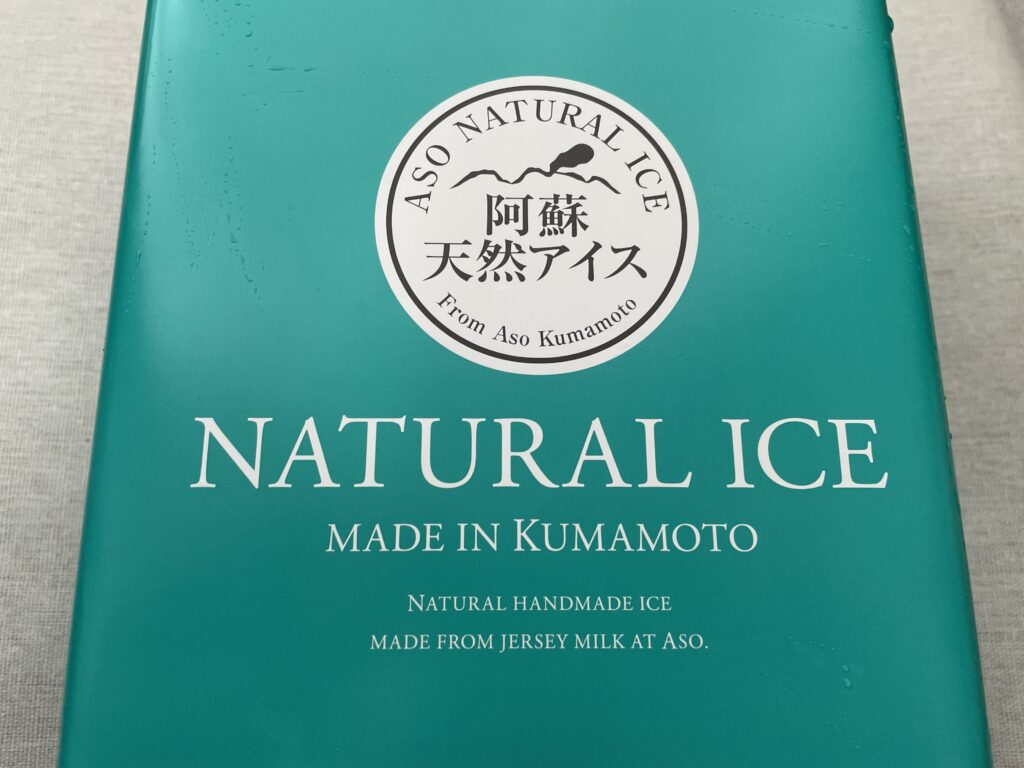 ASO NATURAL ICE
阿蘇
天然アイス
From Aso Kumamoto
NATURAL ICE
MADE IN KUMAMOTO
NATURAL HANDMADE ICE
MADE FROM JERSEY MILK AT ASO.